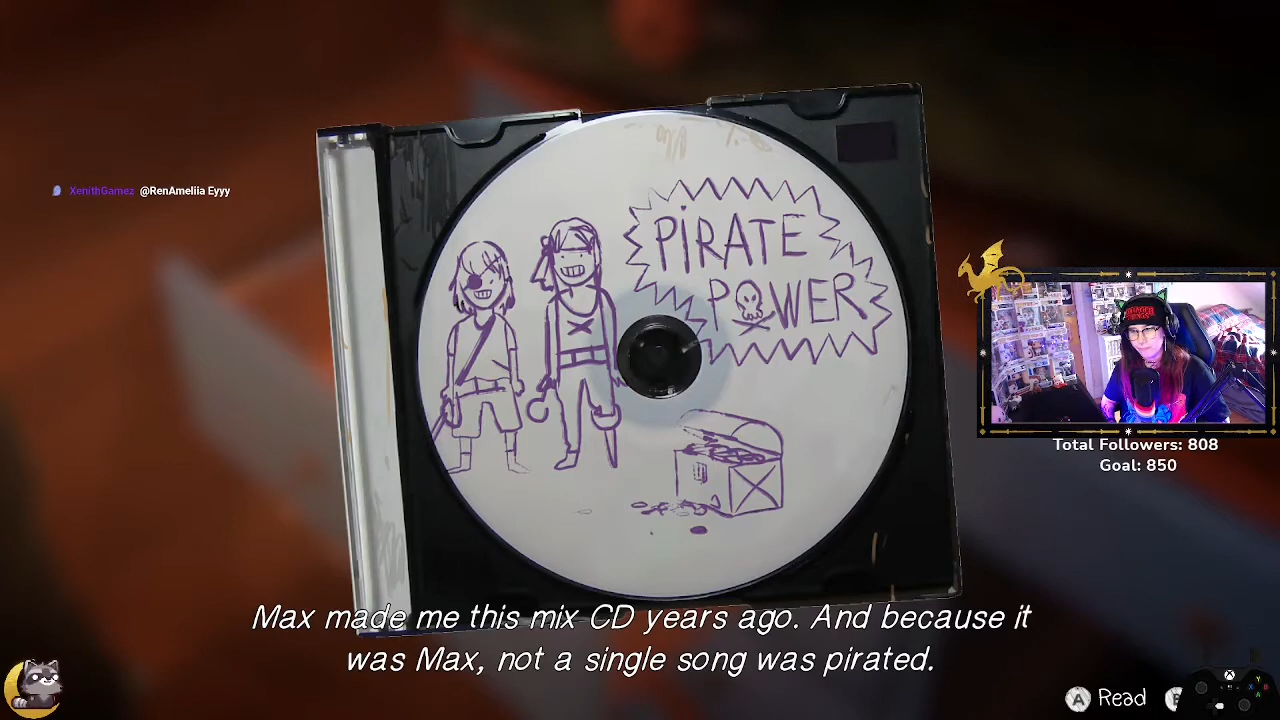 XenithGamez @RenAmeliia Eyyy
PiRATE
POWER
Total Followers: 808
Goal: 850
Max made me this mix CD years ago. And because it
was Max, not a single song was pirated.
A Read